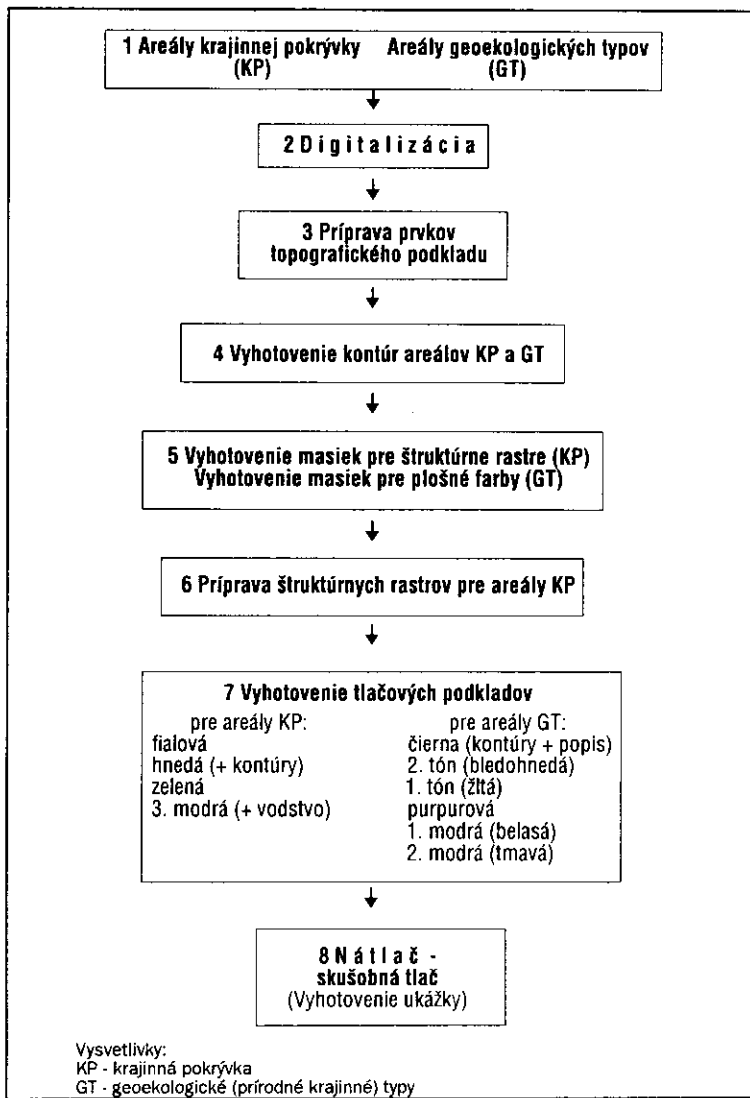 1 Areály krajinnej pokrývky (KP)
Areály geoekologických typov (GT)
2 Digitalizácia
3 Príprava prvkov
topografického podkladu
4 Vyhotovenie kontúr areálov KP a GT
5 Vyhotovenie masiek pre štruktúrne rastre (KP)
Vyhotovenie masiek pre plošné farby (GT)
6 Príprava štruktúrnych rastrov pre areály KP
7 Vyhotovenie tlačových podkladov
pre areály KP:
fialová
hnedá (+ kontúry)
zelená
3. modrá (+ vodstvo)
pre areály GT:
čierna (kontúry + popis)
2. tón (bledohnedá)
1. tón (žltá)
purpurová
1. modrá (belasá)
2. modrá (tmavá)
8 Nátlač -
skušobná tlač
(Vyhotovenie ukážky)
Vysvetlivky:
KP - krajinná pokrývka
GT - geoekologické (prírodné krajinné) typy